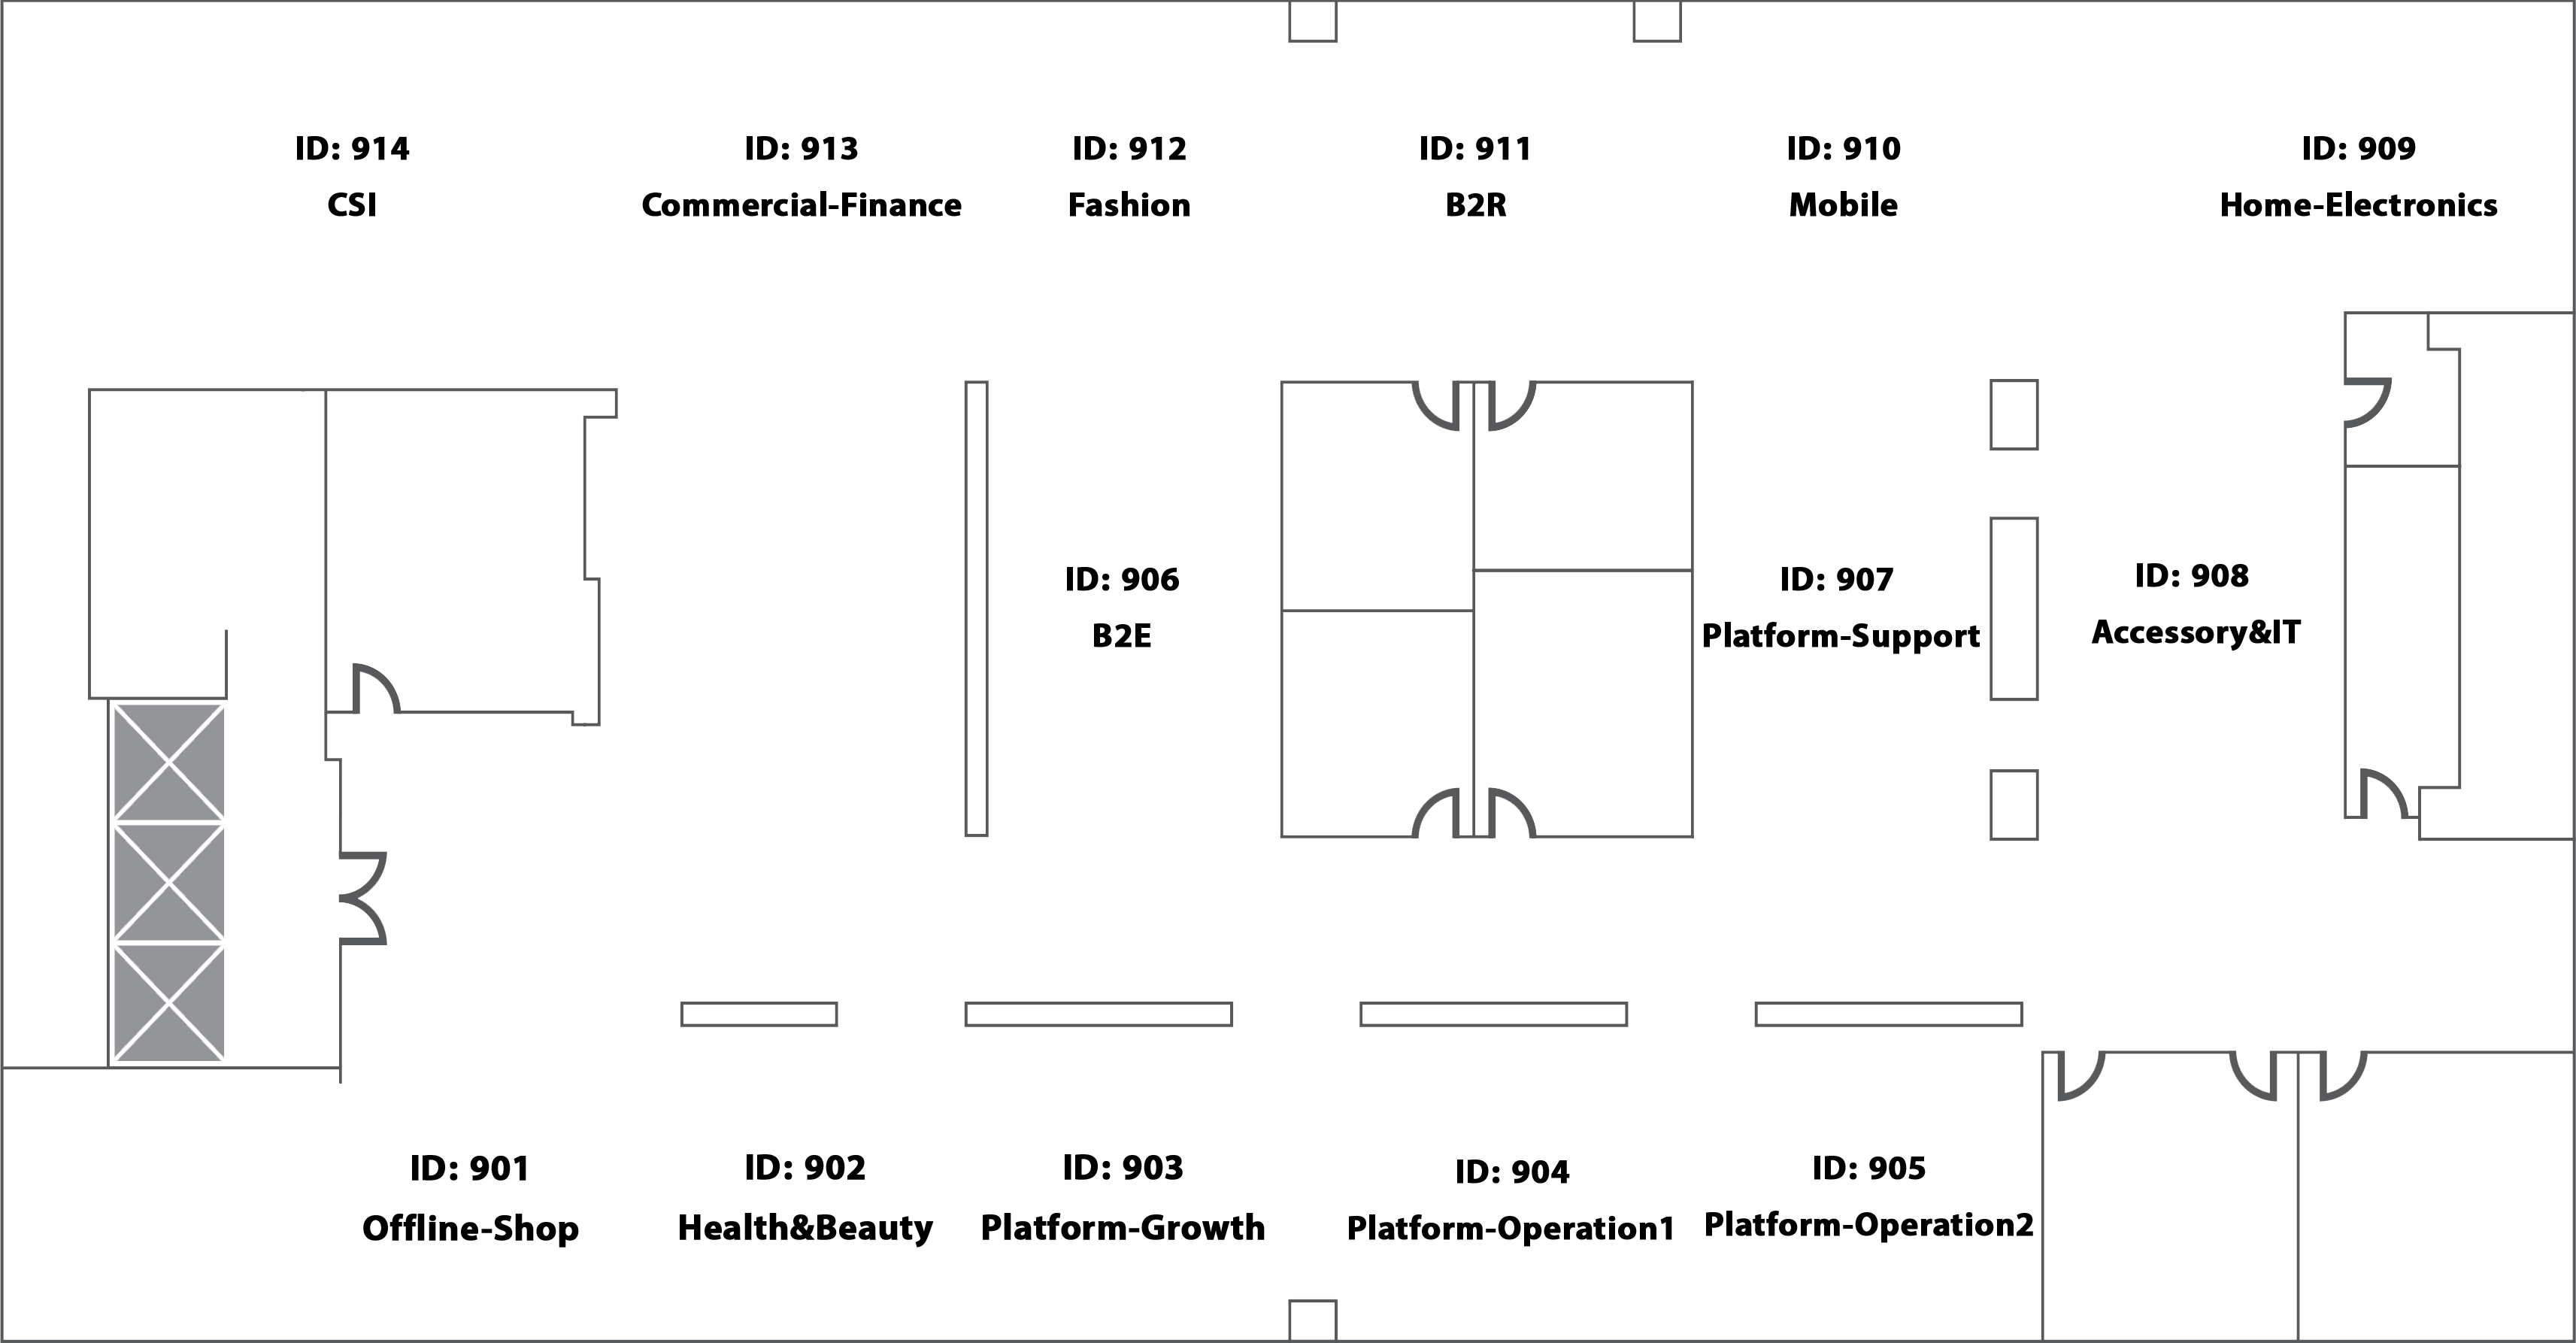 ID: 914
CSI
ID: 913
Commercial-Finance
ID: 912
Fashion
ID: 911
B2R
ID: 910
Mobile
ID: 909
Home-Electronics
ID: 906
B2E
ID: 907
Platform-Support
ID: 908
Accessory&IT
ID: 901
Offline-Shop
ID: 902
Health&Beauty
ID: 903
Platform-Growth
ID: 904
Platform-Operation1
ID: 905
Platform-Operation2